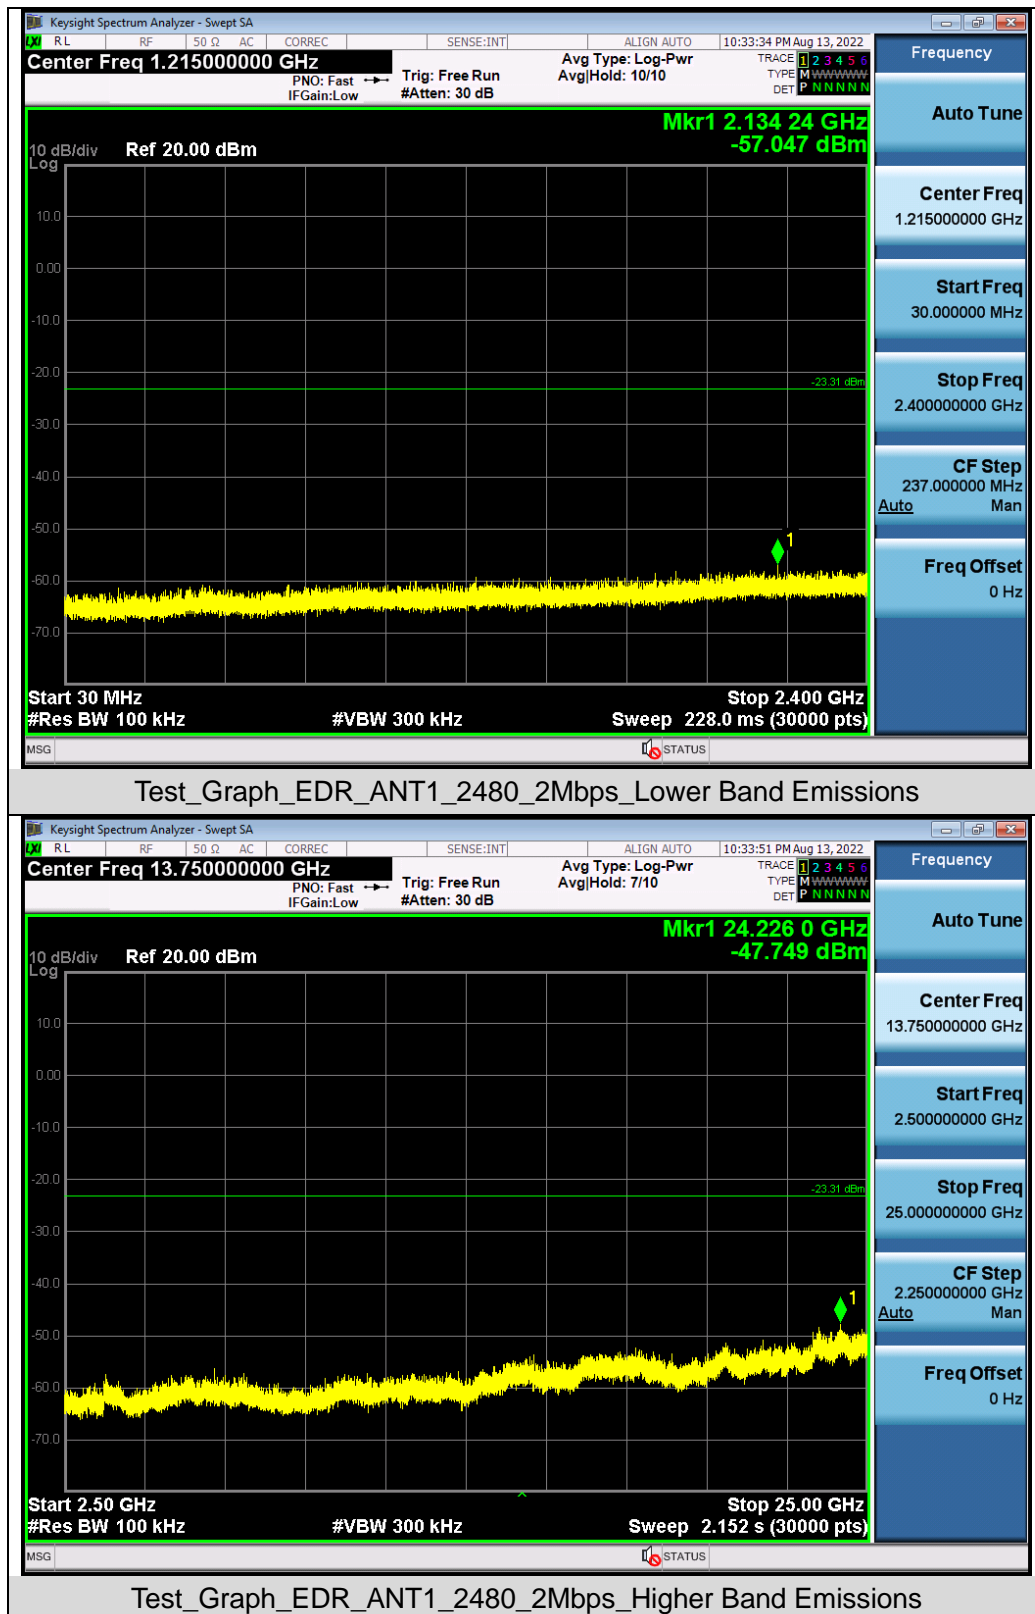 Keysight Spectrum Analyzer - Swept SA
LXI RL RF 50 Ω AC CORREC SENSE:INT ALIGN AUTO 10:33:34 PM Aug 13, 2022
Center Freq 1.215000000 GHz
PNO: Fast
IFGain:Low
Trig: Free Run
#Atten: 30 dB
Avg Type: Log-Pwr
Avg|Hold: 10/10
TRACE 1 2 3 4 5 6
TYPE M WWWWW
DET P N N N N N
Mkr1 2.134 24 GHz
-57.047 dBm
10 dB/div
Log
Ref 20.00 dBm
10.0
0.00
-10.0
-20.0
-23.31 dBm
-30.0
-40.0
-50.0
1
-60.0
-70.0
Start 30 MHz
Stop 2.400 GHz
#Res BW 100 kHz
#VBW 300 kHz
Sweep 228.0 ms (30000 pts)
MSG
STATUS
Frequency
Auto Tune
Center Freq
1.215000000 GHz
Start Freq
30.000000 MHz
Stop Freq
2.400000000 GHz
CF Step
237.000000 MHz
Auto Man
Freq Offset
0 Hz
Test_Graph_EDR_ANT1_2480_2Mbps_Lower Band Emissions
Keysight Spectrum Analyzer - Swept SA
LXI RL RF 50 Ω AC CORREC SENSE:INT ALIGN AUTO 10:33:51 PM Aug 13, 2022
Center Freq 13.750000000 GHz
PNO: Fast
IFGain:Low
Trig: Free Run
#Atten: 30 dB
Avg Type: Log-Pwr
Avg|Hold: 7/10
TRACE 1 2 3 4 5 6
TYPE M WWWWW
DET P N N N N N
Mkr1 24.226 0 GHz
-47.749 dBm
10 dB/div
Log
Ref 20.00 dBm
10.0
0.00
-10.0
-20.0
-23.31 dBm
-30.0
-40.0
1
-50.0
-60.0
-70.0
Start 2.50 GHz
Stop 25.00 GHz
#Res BW 100 kHz
#VBW 300 kHz
Sweep 2.152 s (30000 pts)
MSG
STATUS
Frequency
Auto Tune
Center Freq
13.750000000 GHz
Start Freq
2.500000000 GHz
Stop Freq
25.000000000 GHz
CF Step
2.250000000 GHz
Auto Man
Freq Offset
0 Hz
Test_Graph_EDR_ANT1_2480_2Mbps_Higher Band Emissions